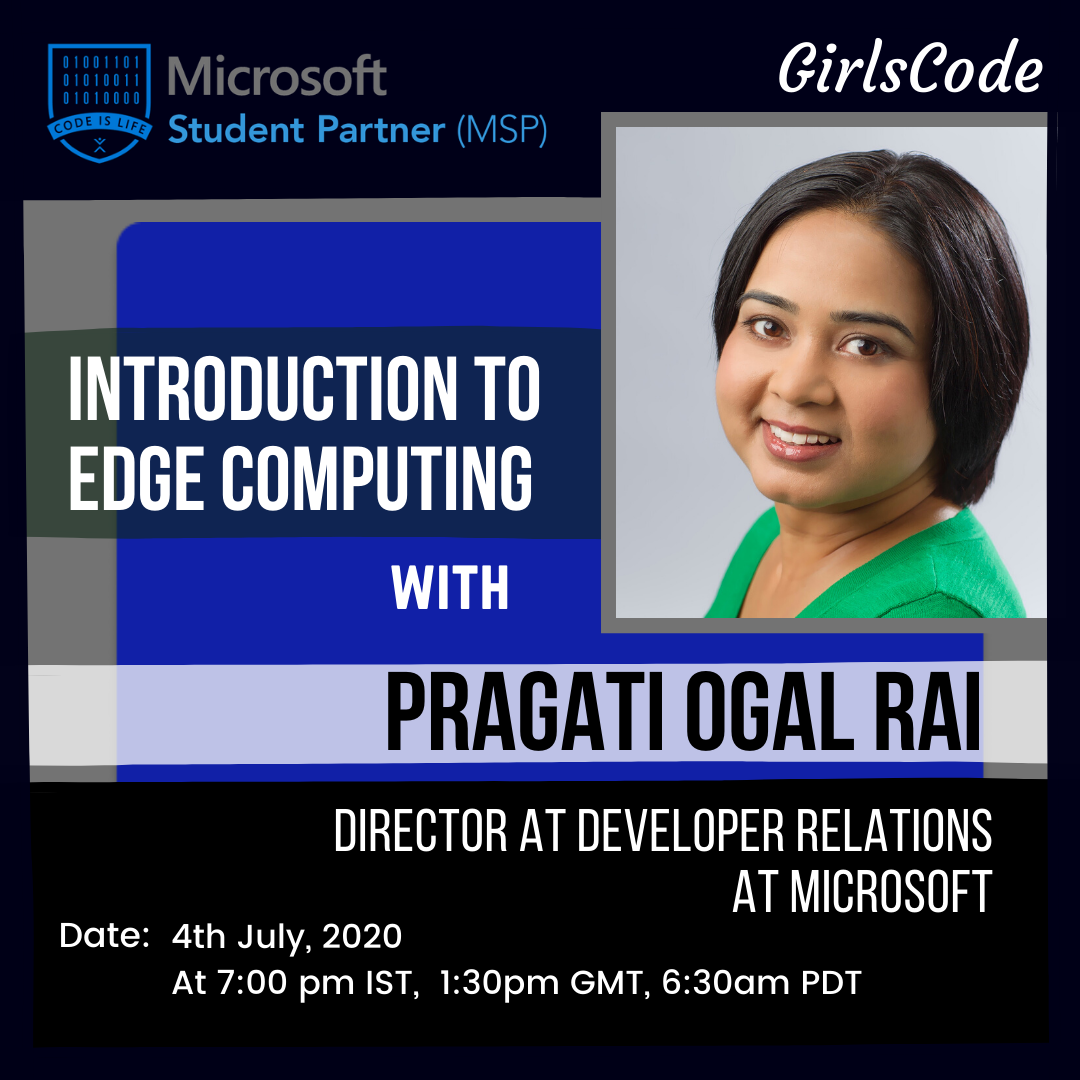 01001101
01010011
01010000
CODE IS LIFE
Microsoft
Student Partner (MSP)
GirlsCode
INTRODUCTION TO
EDGE COMPUTING
WITH
PRAGATI OGAL RAI
DIRECTOR AT DEVELOPER RELATIONS
AT MICROSOFT
Date: 4th July, 2020
At 7:00 pm IST, 1:30pm GMT, 6:30am PDT